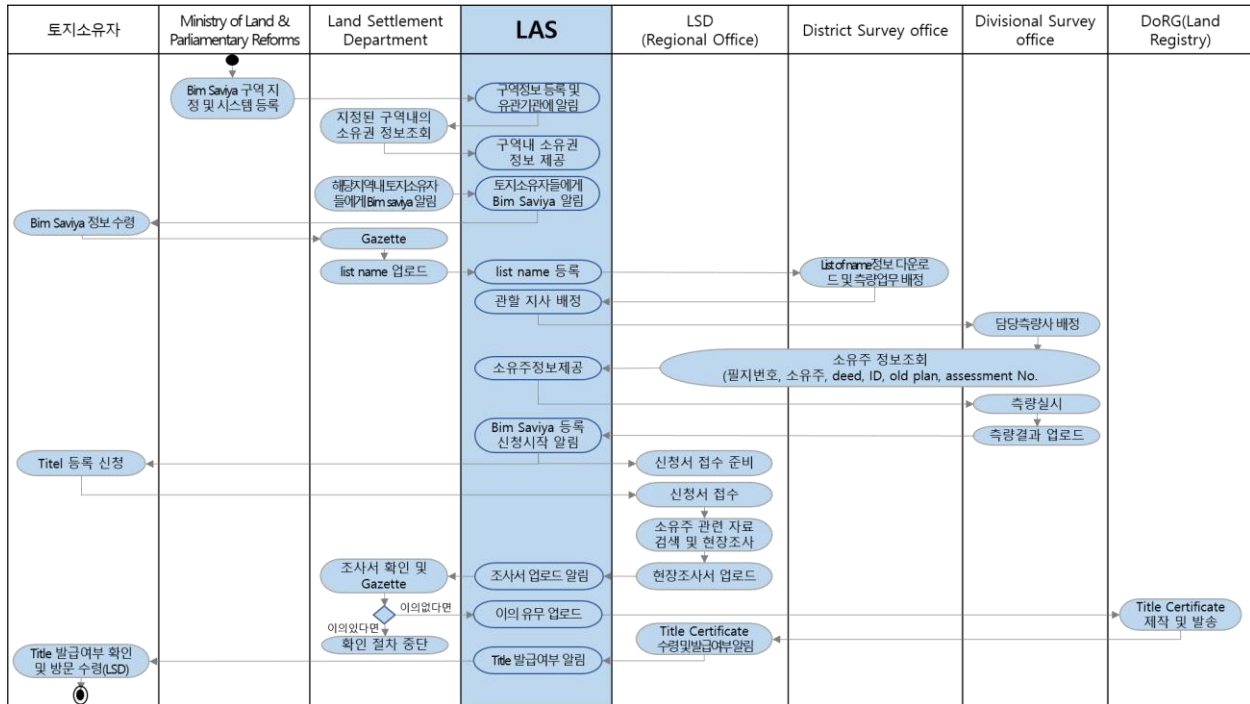 토지소유자
Ministry of Land &
Parliamentary Reforms
Land Settlement
Department
LAS
LSD
(Regional Office)
District Survey office
Divisional Survey
office
DoRG(Land
Registry)
Bim Saviya 구역 지
정 및 시스템 등록
구역정보 등록 및
유관기관에 알림
지정된 구역내의
소유권 정보조회
구역내 소유권
정보 제공
해당지역내 토지소유자
들에게 Bim saviya 알림
토지소유자들에게
Bim Saviya 알림
Bim Saviya 정보 수령
Gazette
list name 업로드
list name 등록
List of name정보 다운로
드 및 측량업무 배정
관할 지사 배정
담당측량사 배정
소유주 정보조회
(필지번호, 소유주, deed, ID, old plan, assessment No.
소유주정보제공
측량실시
Bim Saviya 등록
신청시작 알림
측량결과 업로드
Titel 등록 신청
신청서 접수 준비
신청서 접수
소유주 관련 자료
검색 및 현장조사
조사서 확인 및
Gazette
조사서 업로드 알림
현장조사서 업로드
이의없다면
이의 유무 업로드
Title Certificate
제작 및 발송
이의있다면
확인 절차 중단
Title Certificate
수령 및 발급여부 알림
Title 발급여부 확인
및 방문 수령(LSD)
Title 발급여부 알림